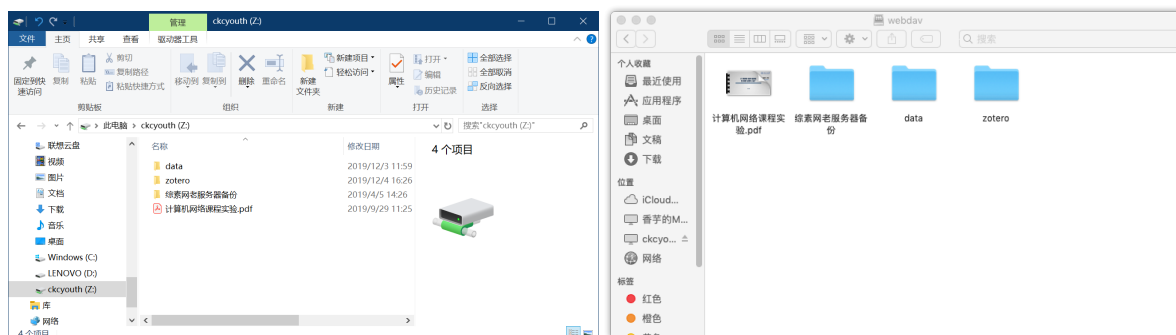 管理
ckcyouth (Z:)
文件
主页
共享
查看
驱动器工具
固定到快速访问
复制
粘贴
剪切
复制路径
粘贴快捷方式
剪贴板
移动到
复制到
删除
重命名
组织
新建
文件夹
新建项目
轻松访问
新建
属性
打开
编辑
历史记录
打开
全部选择
全部取消
反向选择
选择
此电脑 › ckcyouth (Z:)
搜索"ckcyouth (Z:)"
联想云盘
视频
图片
文档
下载
音乐
桌面
Windows (C:)
LENOVO (D:)
ckcyouth (Z:)
库
网络
名称
修改日期
data
2019/12/3 11:59
zotero
2019/12/4 16:26
综素网老服务器备份
2019/4/5 14:26
计算机网络课程实验.pdf
2019/9/29 11:25
4 个项目
4 个项目
webdav
搜索
个人收藏
最近使用
应用程序
桌面
文稿
下载
位置
iCloud...
香芋的M...
ckcyo...
网络
标签
红色
橙色
计算机网络课程实
验.pdf
综素网老服务器备
份
data
zotero